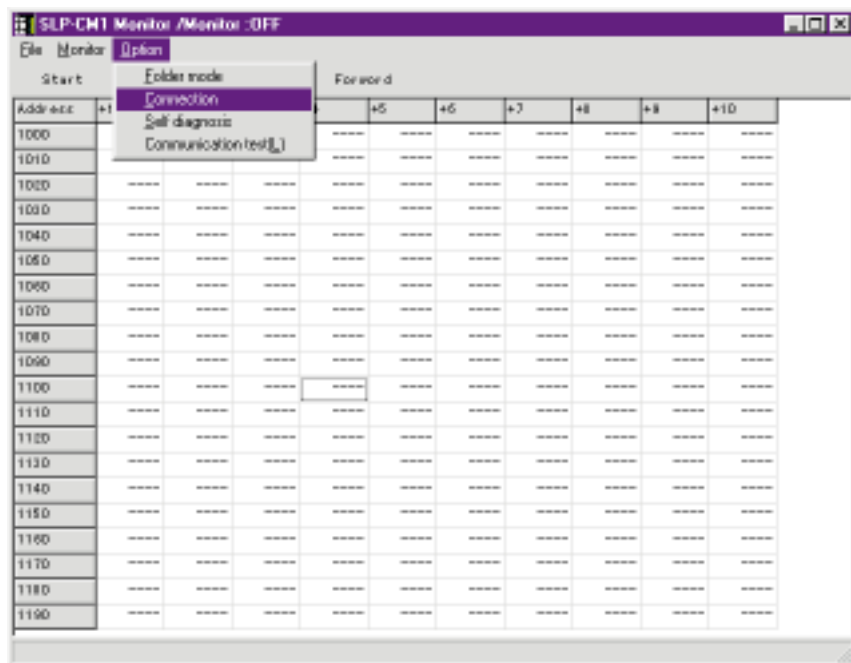 SLP-CM1 Monitor /Monitor :OFF
File Monitor Option
Start Forword
Folder mode
Connection
Self diagnosis
Communication test(L)
Address +5 +6 +7 +8 +9 +10
1000 ---- ---- ---- ---- ---- ---- ----
1010 ---- ---- ---- ---- ---- ---- ----
1020 ---- ---- ---- ---- ---- ---- ---- ---- ---- ----
1030 ---- ---- ---- ---- ---- ---- ---- ---- ---- ----
1040 ---- ---- ---- ---- ---- ---- ---- ---- ---- ----
1050 ---- ---- ---- ---- ---- ---- ---- ---- ---- ----
1060 ---- ---- ---- ---- ---- ---- ---- ---- ---- ----
1070 ---- ---- ---- ---- ---- ---- ---- ---- ---- ----
1080 ---- ---- ---- ---- ---- ---- ---- ---- ---- ----
1090 ---- ---- ---- ---- ---- ---- ---- ---- ---- ----
1100 ---- ---- ---- ---- ---- ---- ---- ---- ---- ----
1110 ---- ---- ---- ---- ---- ---- ---- ---- ---- ----
1120 ---- ---- ---- ---- ---- ---- ---- ---- ---- ----
1130 ---- ---- ---- ---- ---- ---- ---- ---- ---- ----
1140 ---- ---- ---- ---- ---- ---- ---- ---- ---- ----
1150 ---- ---- ---- ---- ---- ---- ---- ---- ---- ----
1160 ---- ---- ---- ---- ---- ---- ---- ---- ---- ----
1170 ---- ---- ---- ---- ---- ---- ---- ---- ---- ----
1180 ---- ---- ---- ---- ---- ---- ---- ---- ---- ----
1190 ---- ---- ---- ---- ---- ---- ---- ---- ---- ----